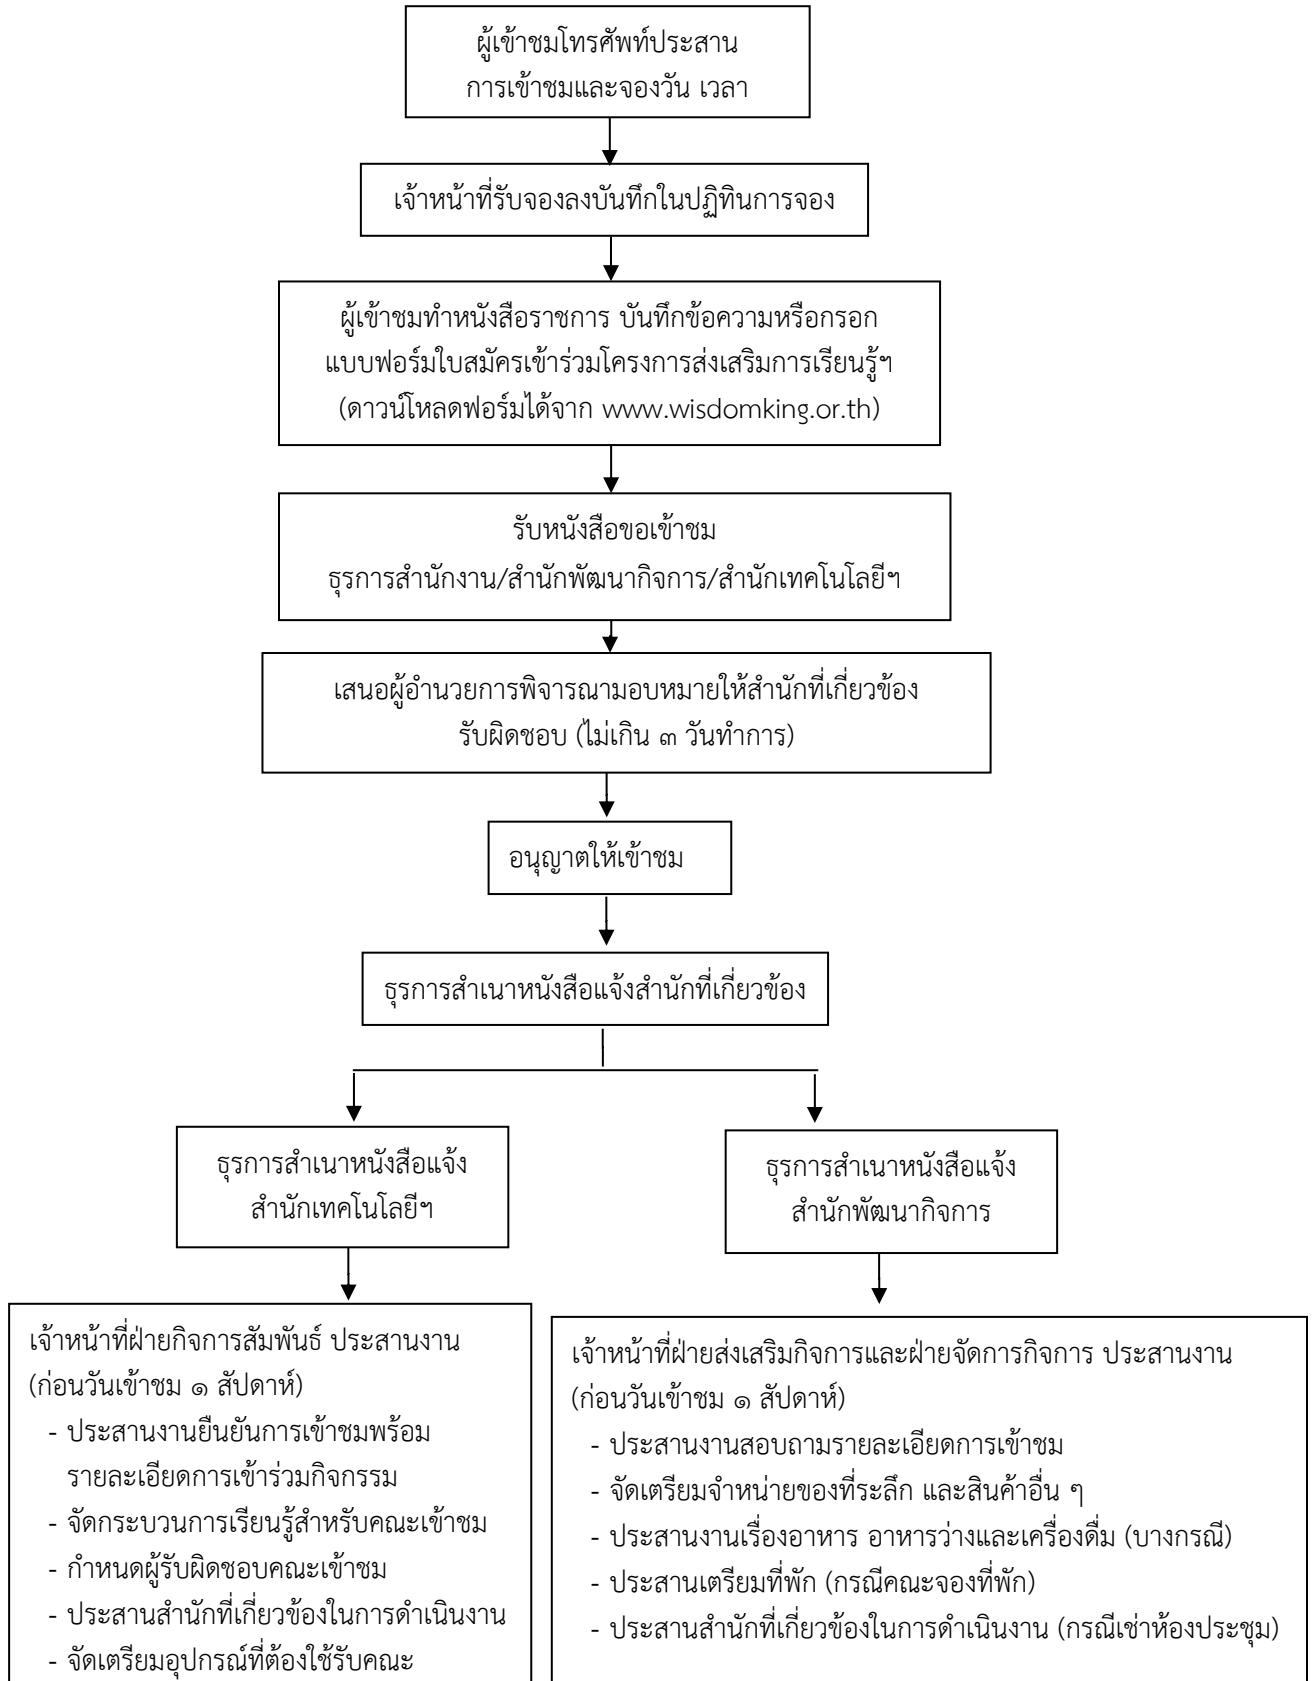 ผู้เข้าชมโทรศัพท์ประสาน
การเข้าชมและจองวัน เวลา
เจ้าหน้าที่รับจองลงบันทึกในปฏิทินการจอง
ผู้เข้าชมทำหนังสือราชการ บันทึกข้อความหรือกรอก
แบบฟอร์มใบสมัครเข้าร่วมโครงการส่งเสริมการเรียนรู้ฯ
(ดาวน์โหลดฟอร์มได้จาก www.wisdomking.or.th)
รับหนังสือขอเข้าชม
ธุรการสำนักงาน/สำนักพัฒนากิจการ/สำนักเทคโนโลยีฯ
เสนอผู้อำนวยการพิจารณามอบหมายให้สำนักที่เกี่ยวข้อง
รับผิดชอบ (ไม่เกิน ๓ วันทำการ)
อนุญาตให้เข้าชม
ธุรการสำเนาหนังสือแจ้งสำนักที่เกี่ยวข้อง
ธุรการสำเนาหนังสือแจ้ง
สำนักเทคโนโลยีฯ
ธุรการสำเนาหนังสือแจ้ง
สำนักพัฒนากิจการ
เจ้าหน้าที่ฝ่ายกิจการสัมพันธ์ ประสานงาน
(ก่อนวันเข้าชม ๑ สัปดาห์)
- ประสานงานยืนยันการเข้าชมพร้อม
รายละเอียดการเข้าร่วมกิจกรรม
- จัดกระบวนการเรียนรู้สำหรับคณะเข้าชม
- กำหนดผู้รับผิดชอบคณะเข้าชม
- ประสานสำนักที่เกี่ยวข้องในการดำเนินงาน
- จัดเตรียมอุปกรณ์ที่ต้องใช้รับคณะ
เจ้าหน้าที่ฝ่ายส่งเสริมกิจการและฝ่ายจัดการกิจการ ประสานงาน
(ก่อนวันเข้าชม ๑ สัปดาห์)
- ประสานงานสอบถามรายละเอียดการเข้าชม
- จัดเตรียมจำหน่ายของที่ระลึก และสินค้าอื่น ๆ
- ประสานงานเรื่องอาหาร อาหารว่างและเครื่องดื่ม (บางกรณี)
- ประสานเตรียมที่พัก (กรณีคณะจองที่พัก)
- ประสานสำนักที่เกี่ยวข้องในการดำเนินงาน (กรณีเช่าห้องประชุม)